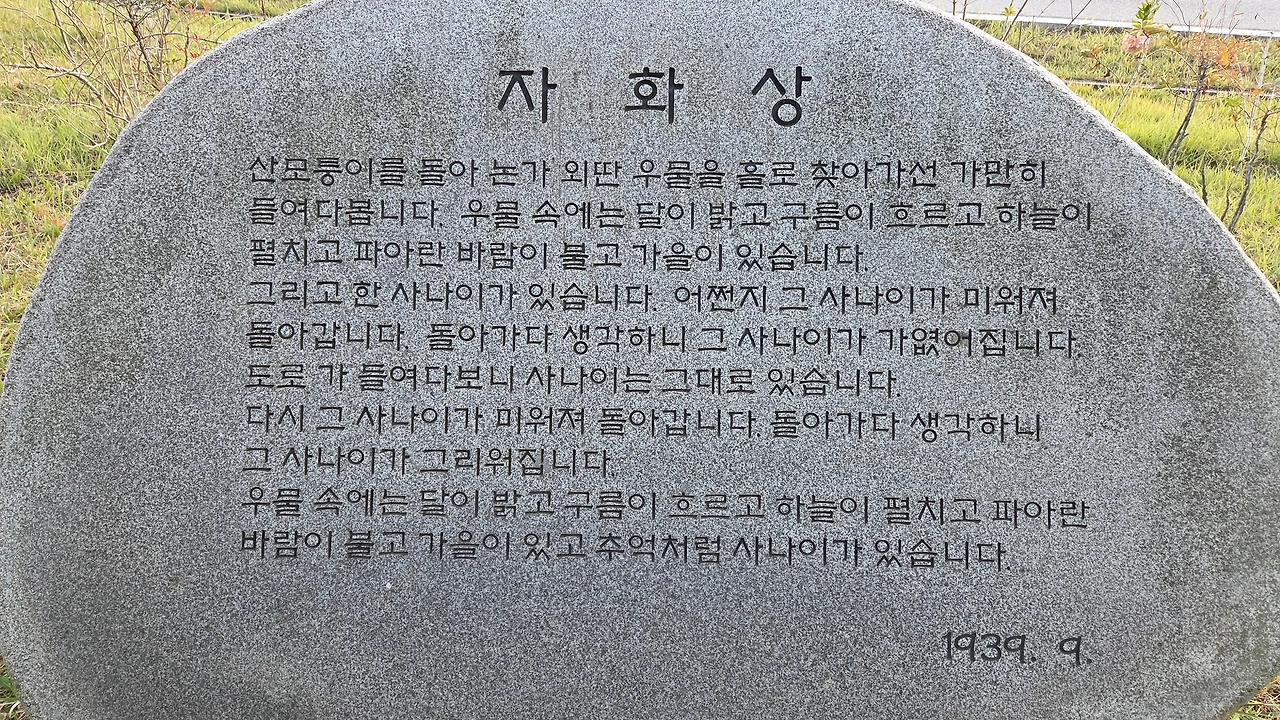 자 화 상
산모퉁이를 돌아 논가 외딴 우물을 홀로 찾아가선 가만히
들여다봅니다. 우물 속에는 달이 밝고 구름이 흐르고 하늘이
펼치고 파아란 바람이 불고 가을이 있습니다.
그리고 한 사나이가 있습니다. 어쩐지 그 사나이가 미워져
돌아갑니다. 돌아가다 생각하니 그 사나이가 가엾어집니다.
도로 가 들여다보니 사나이는 그대로 있습니다.
다시 그 사나이가 미워져 돌아갑니다. 돌아가다 생각하니
그 사나이가 그리워집니다.
우물 속에는 달이 밝고 구름이 흐르고 하늘이 펼치고 파아란
바람이 불고 가을이 있고 추억처럼 사나이가 있습니다.
1939. 9.